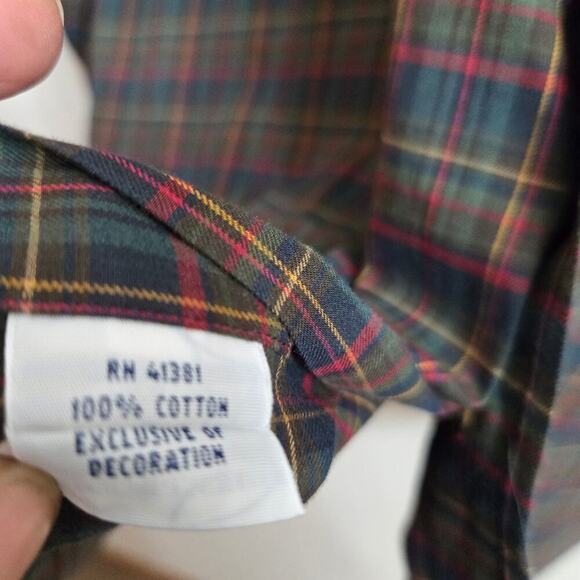 RN 41381
100% COTTON
EXCLUSIVE OF
DECORATION